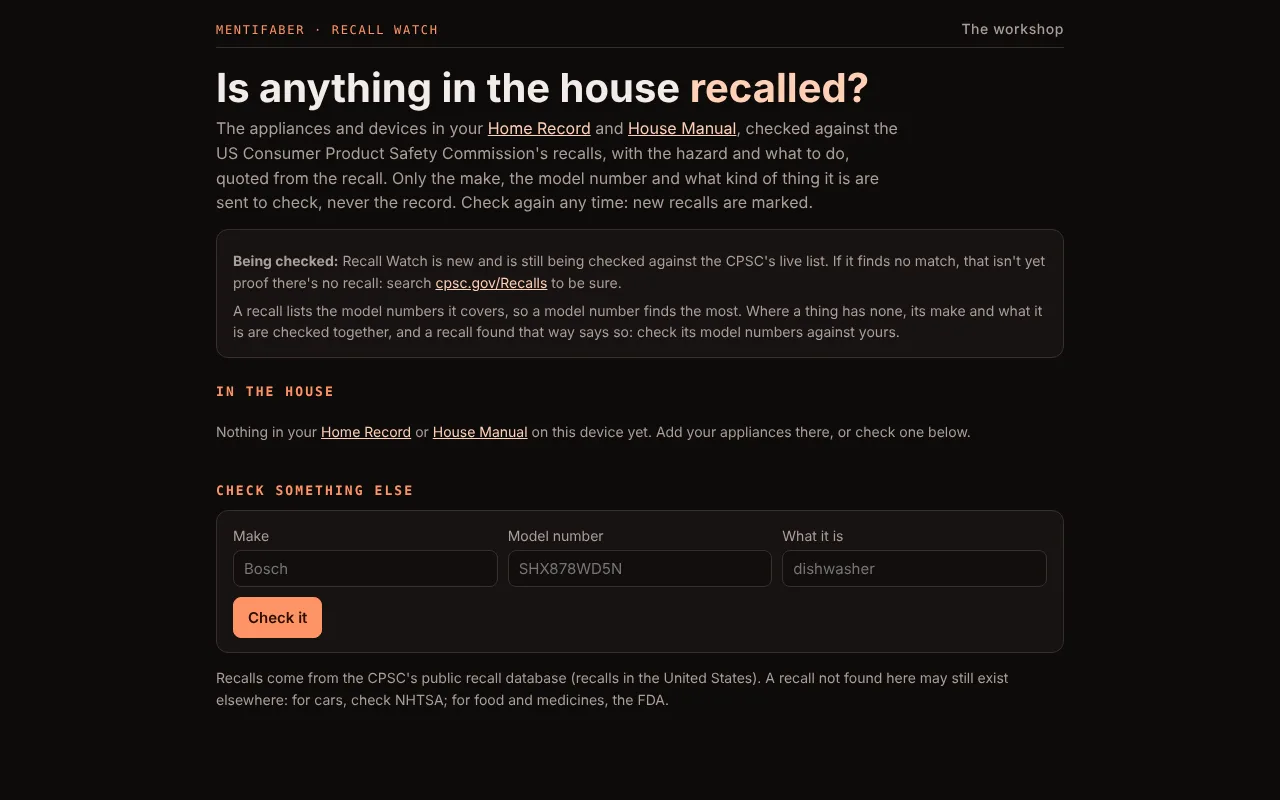 MENTIFABER · RECALL WATCH
The workshop
Is anything in the house recalled?
The appliances and devices in your Home Record and House Manual, checked against the
US Consumer Product Safety Commission's recalls, with the hazard and what to do,
quoted from the recall. Only the make, the model number and what kind of thing it is are
sent to check, never the record. Check again any time: new recalls are marked.
Being checked: Recall Watch is new and is still being checked against the CPSC's live list. If it finds no match, that isn't yet
proof there's no recall: search cpsc.gov/Recalls to be sure.
A recall lists the model numbers it covers, so a model number finds the most. Where a thing has none, its make and what it
is are checked together, and a recall found that way says so: check its model numbers against yours.
IN THE HOUSE
Nothing in your Home Record or House Manual on this device yet. Add your appliances there, or check one below.
CHECK SOMETHING ELSE
Make
Model number
What it is
Bosch
SHX878WD5N
dishwasher
Check it
Recalls come from the CPSC's public recall database (recalls in the United States). A recall not found here may still exist
elsewhere: for cars, check NHTSA; for food and medicines, the FDA.